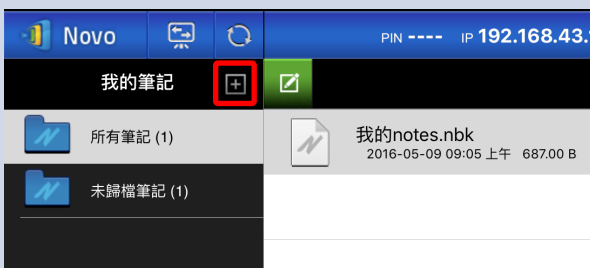 Novo
PIN ---- IP 192.168.43.
我的筆記
所有筆記 (1)
我的notes.nbk
2016-05-09 09:05 上午 687.00 B
未歸檔筆記 (1)